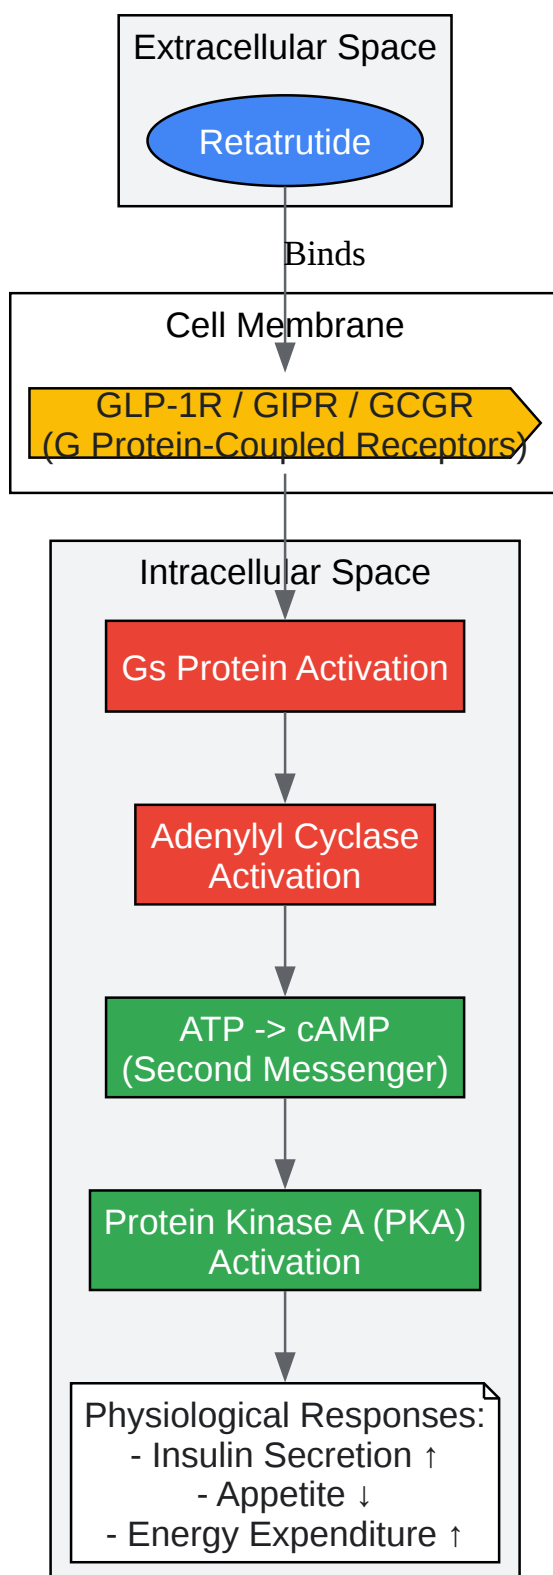 Extracellular Space
Retatrutide
Binds
Cell Membrane
GLP-1R / GIPR / GCGR
(G Protein-Coupled Receptors)
Intracellular Space
Gs Protein Activation
Adenylyl Cyclase
Activation
ATP -> cAMP
(Second Messenger)
Protein Kinase A (PKA)
Activation
Physiological Responses:
- Insulin Secretion ↑
- Appetite ↓
- Energy Expenditure ↑